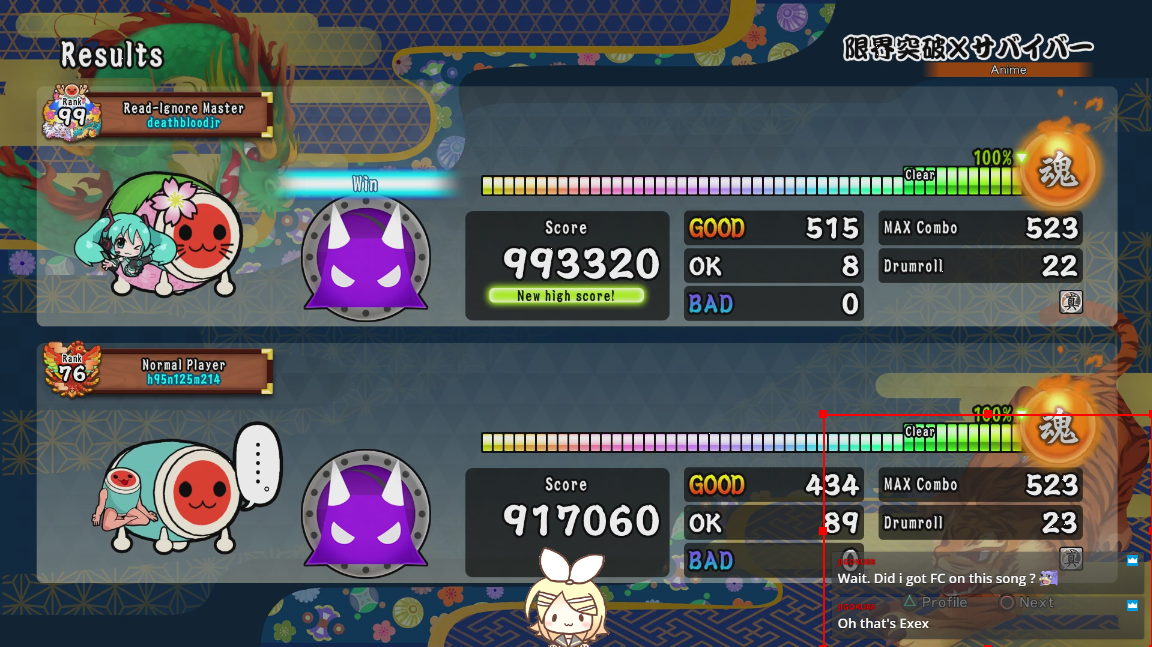 Results
限界突破×サバイバー
Anime
Rank
99
Read-Ignore Master
deathbloodjr
Win
100%
Clear
魂
Score
993320
New high score!
GOOD 515
OK 8
BAD 0
MAX Combo 523
Drumroll 22
真
Rank
76
Normal Player
h95n125m214
100%
Clear
魂
Score
917060
GOOD 434
OK 89
BAD 0
MAX Combo 523
Drumroll 23
真
Wait. Did i got FC on this song ?
Profile
Next
Oh that's Exex